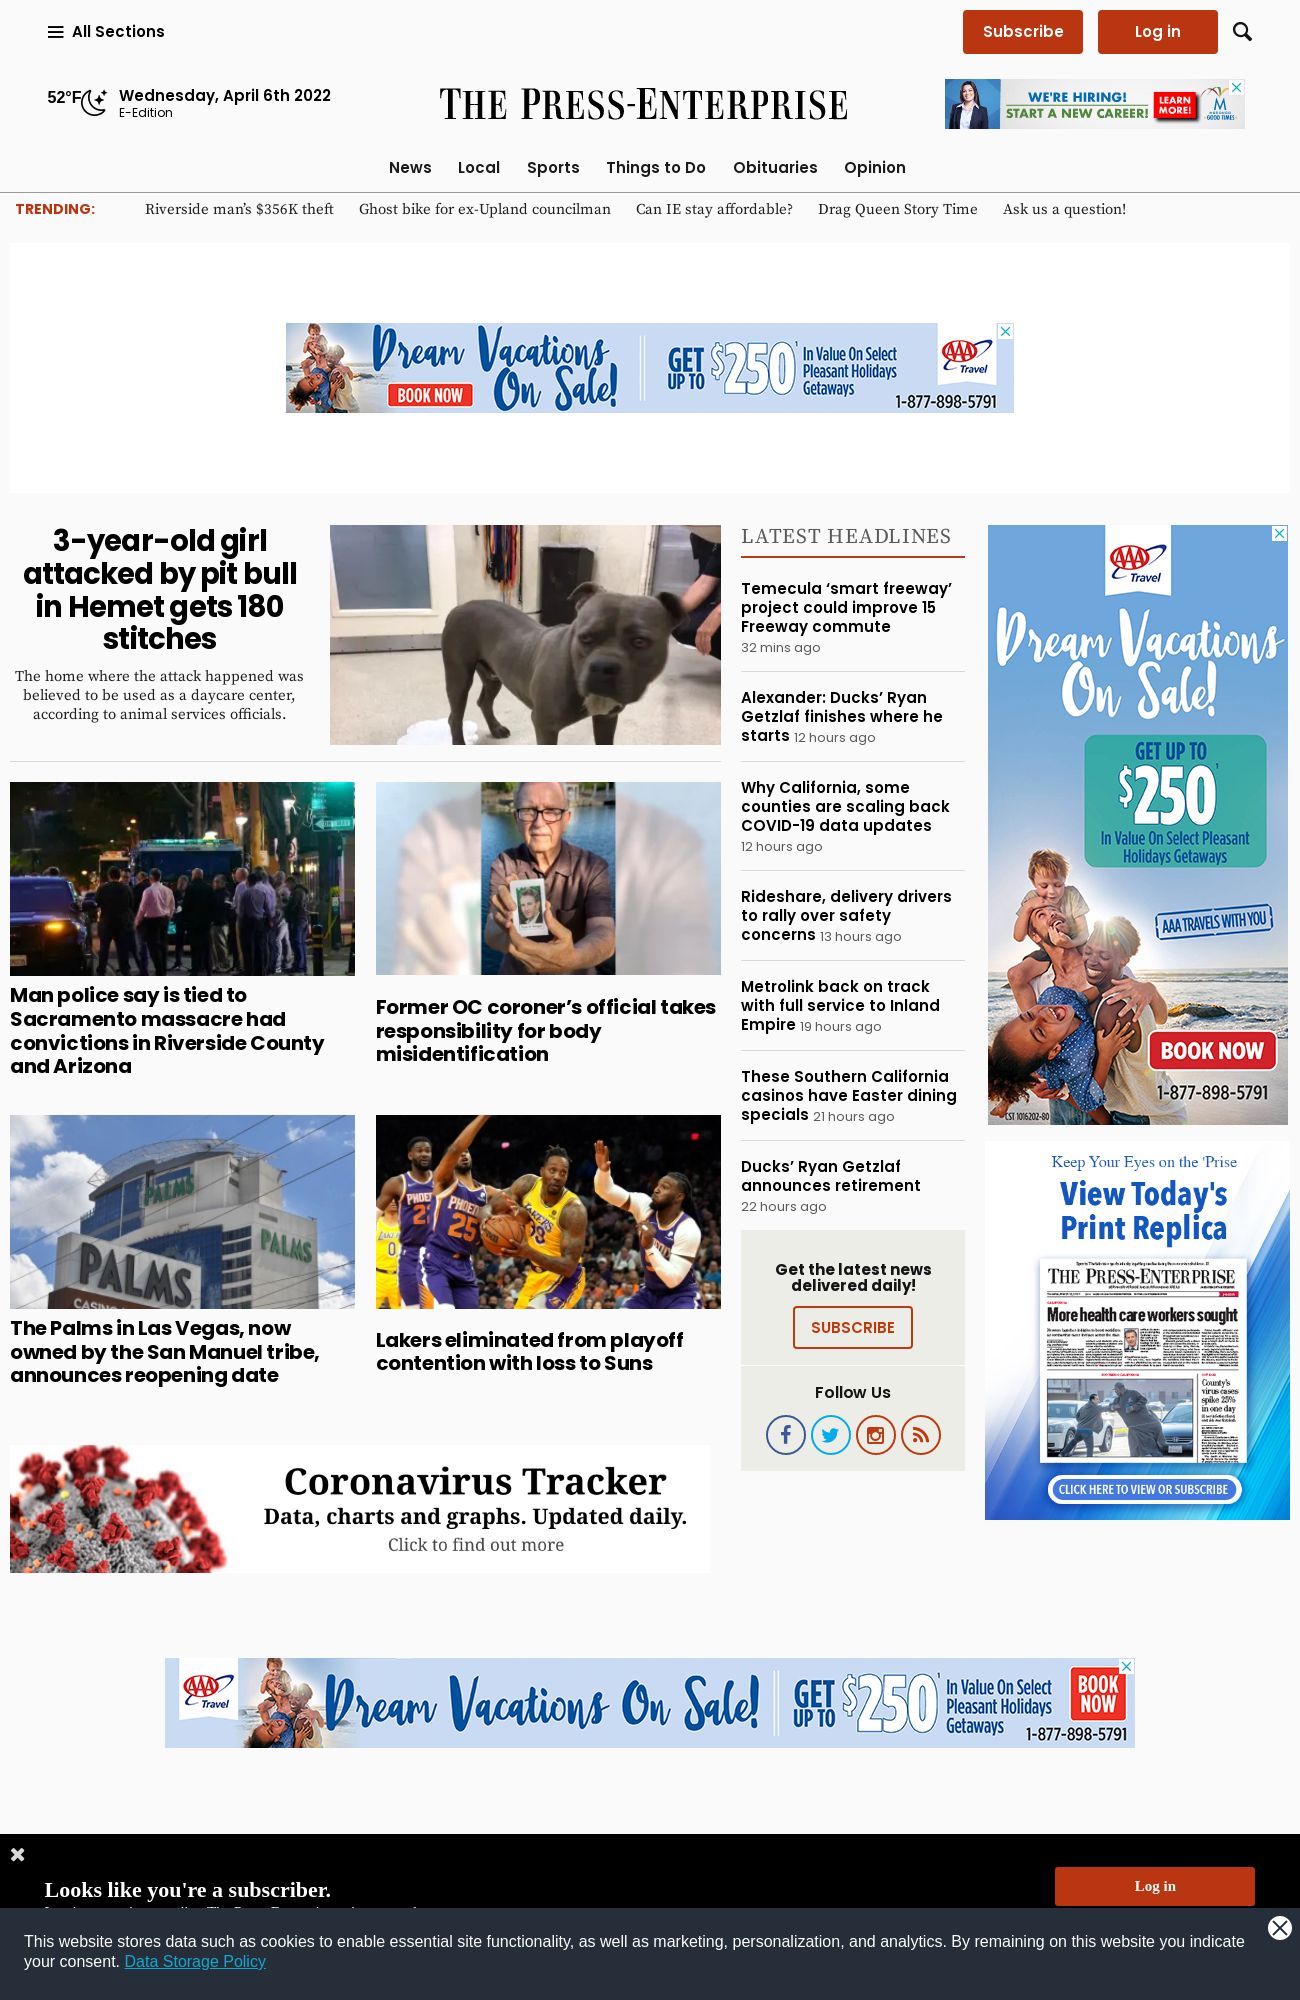 All Sections
Subscribe
Log in
52°F
Wednesday, April 6th 2022
E-Edition
THE PRESS-ENTERPRISE
WE'RE HIRING!
START A NEW CAREER!
LEARN
MORE!
M
GOOD TIMES
News Local Sports Things to Do Obituaries Opinion
TRENDING: Riverside man’s $356K theft Ghost bike for ex-Upland councilman Can IE stay affordable? Drag Queen Story Time Ask us a question!
Dream Vacations
On Sale!
BOOK NOW
GET
UP TO
$250¹
In Value On Select
Pleasant Holidays
Getaways
AAA
Travel
1-877-898-5791
3-year-old girl
attacked by pit bull
in Hemet gets 180
stitches
The home where the attack happened was
believed to be used as a daycare center,
according to animal services officials.
Man police say is tied to
Sacramento massacre had
convictions in Riverside County
and Arizona
Former OC coroner’s official takes
responsibility for body
misidentification
PALMS
PALMS
PALMS
The Palms in Las Vegas, now
owned by the San Manuel tribe,
announces reopening date
PHOENIX
PHOENIX
25
LAKERS
Lakers eliminated from playoff
contention with loss to Suns
Coronavirus Tracker
Data, charts and graphs. Updated daily.
Click to find out more
LATEST HEADLINES
Temecula ‘smart freeway’
project could improve 15
Freeway commute
32 mins ago
Alexander: Ducks’ Ryan
Getzlaf finishes where he
starts 12 hours ago
Why California, some
counties are scaling back
COVID-19 data updates
12 hours ago
Rideshare, delivery drivers
to rally over safety
concerns 13 hours ago
Metrolink back on track
with full service to Inland
Empire 19 hours ago
These Southern California
casinos have Easter dining
specials 21 hours ago
Ducks’ Ryan Getzlaf
announces retirement
22 hours ago
Get the latest news
delivered daily!
SUBSCRIBE
Follow Us
AAA
Travel
Dream Vacations
On Sale!
GET UP TO
$250¹
In Value On Select Pleasant
Holidays Getaways
AAA TRAVELS WITH YOU
BOOK NOW
1-877-898-5791
CST 1016202-80
Keep Your Eyes on the 'Prise
View Today's
Print Replica
THE PRESS-ENTERPRISE
More health care workers sought
County's
virus cases
spike 25%
in one day
CLICK HERE TO VIEW OR SUBSCRIBE
AAA
Travel
Dream Vacations On Sale!
GET
UP TO
$250¹
In Value On Select
Pleasant Holidays
Getaways
BOOK
NOW
1-877-898-5791
Looks like you're a subscriber.
Log in
This website stores data such as cookies to enable essential site functionality, as well as marketing, personalization, and analytics. By remaining on this website you indicate
your consent. Data Storage Policy